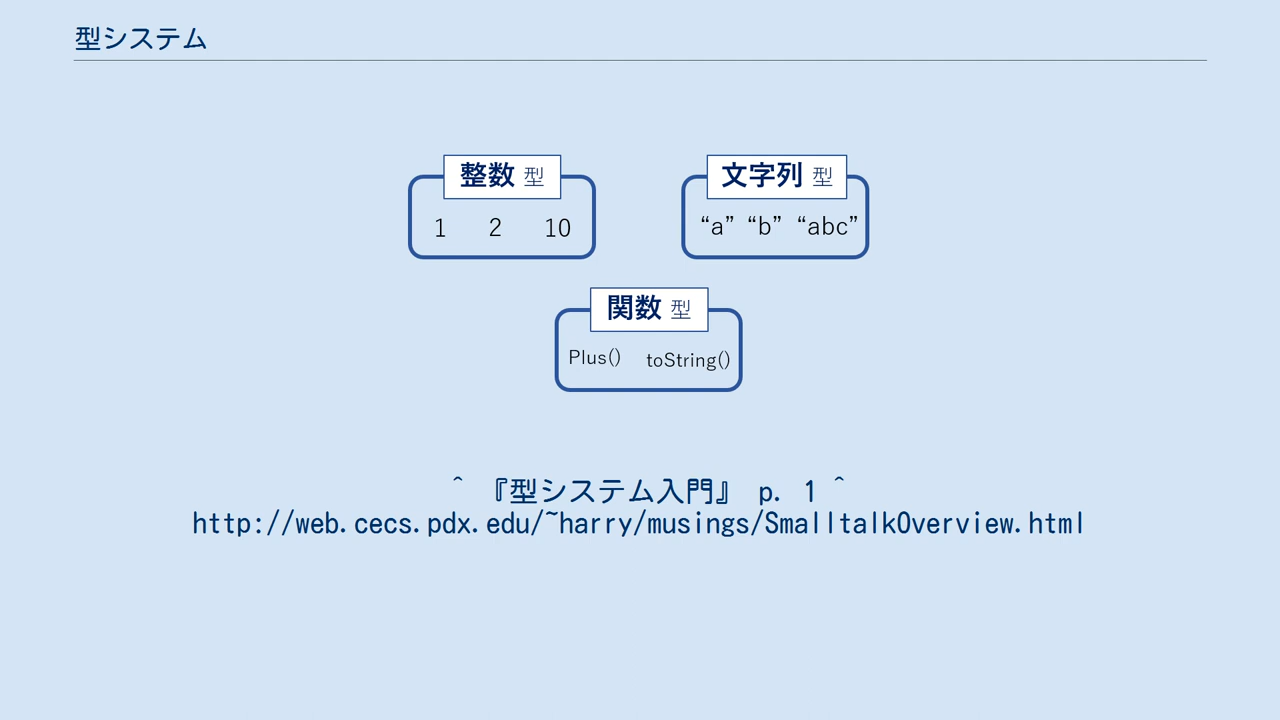 型システム
整数 型
1 2 10
文字列 型
“a” “b” “abc”
関数 型
Plus() toString()
^ 『型システム入門』 p. 1 ^
http://web.cecs.pdx.edu/~harry/musings/SmalltalkOverview.html